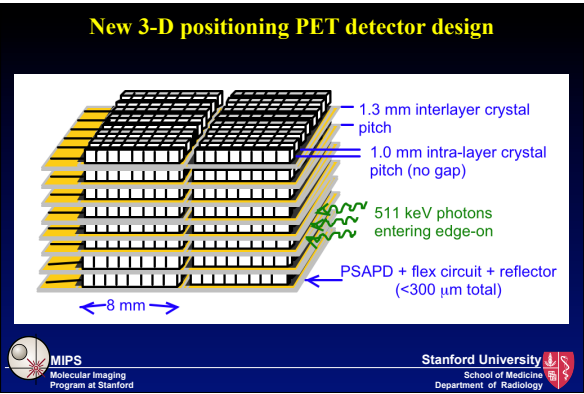 New 3-D positioning PET detector design
1.3 mm interlayer crystal
pitch
1.0 mm intra-layer crystal
pitch (no gap)
511 keV photons
entering edge-on
PSAPD + flex circuit + reflector
(<300 μm total)
8 mm
MIPS
Molecular Imaging
Program at Stanford
Stanford University
School of Medicine
Department of Radiology